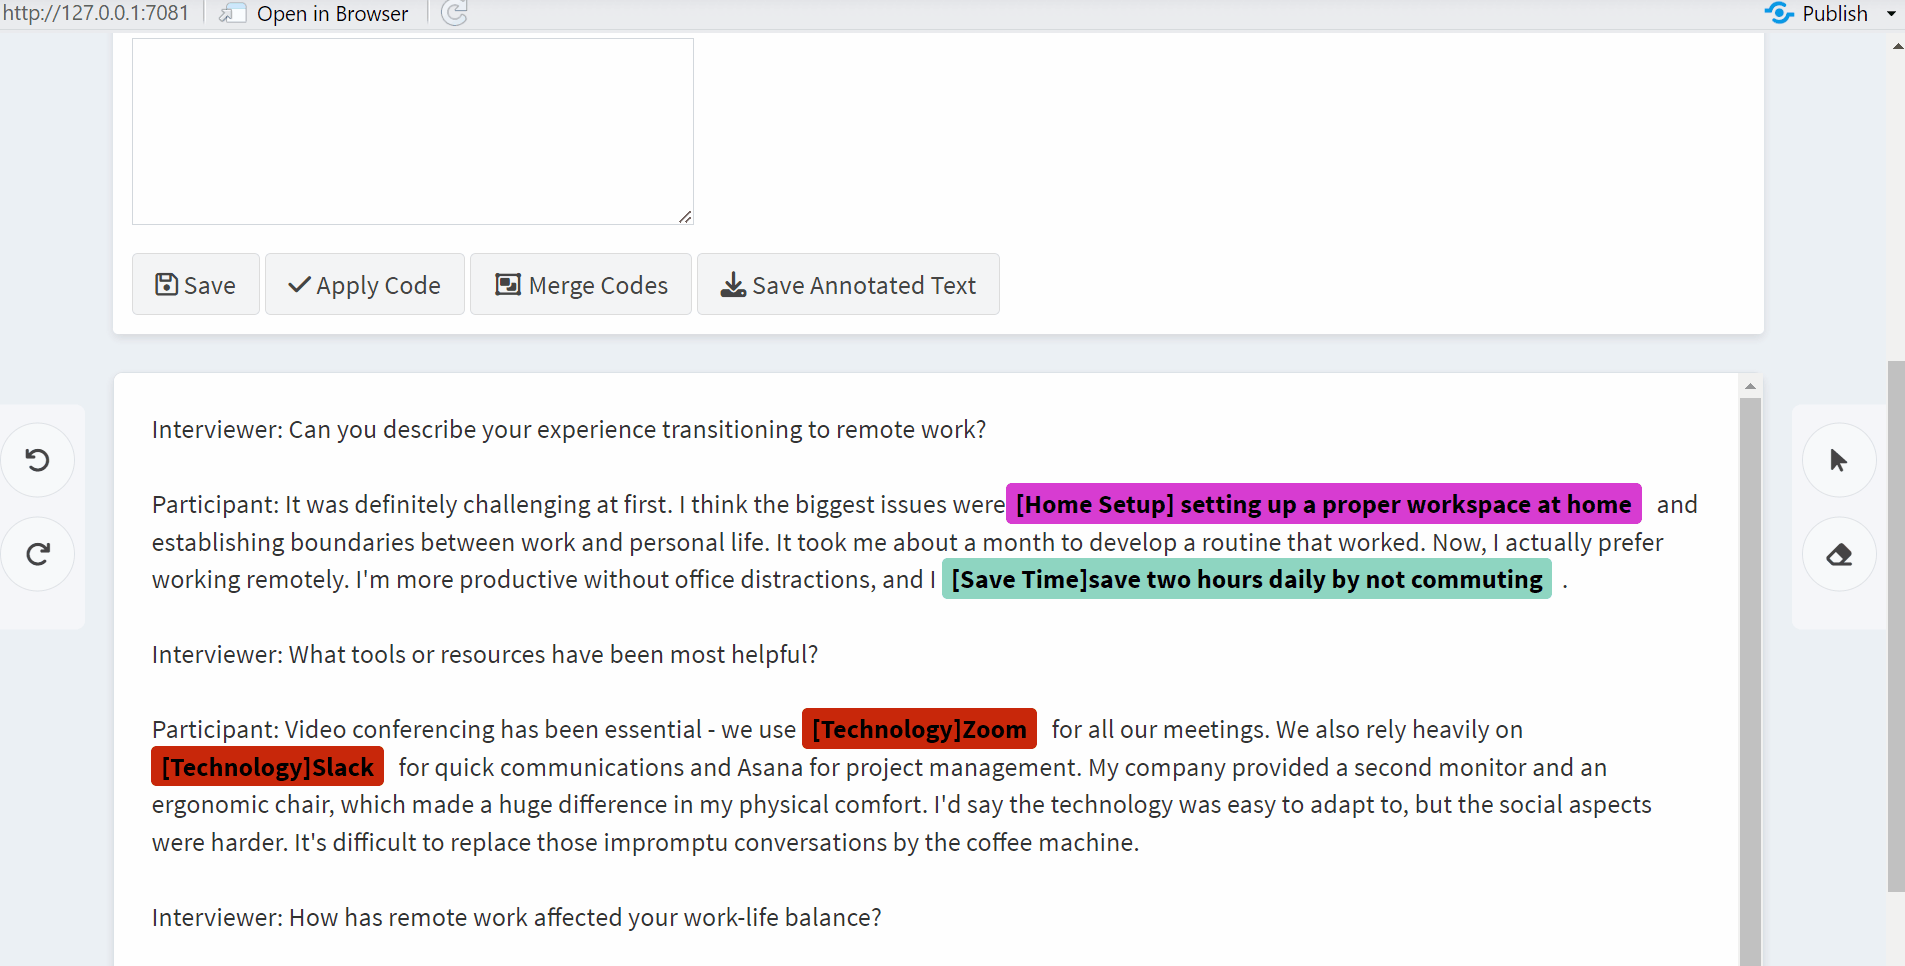 http://127.0.0.1:7081 Open in Browser Publish
Save Apply Code Merge Codes Save Annotated Text
Interviewer: Can you describe your experience transitioning to remote work?
Participant: It was definitely challenging at first. I think the biggest issues were [Home Setup] setting up a proper workspace at home and
establishing boundaries between work and personal life. It took me about a month to develop a routine that worked. Now, I actually prefer
working remotely. I'm more productive without office distractions, and I [Save Time]save two hours daily by not commuting .
Interviewer: What tools or resources have been most helpful?
Participant: Video conferencing has been essential - we use [Technology]Zoom for all our meetings. We also rely heavily on
[Technology]Slack for quick communications and Asana for project management. My company provided a second monitor and an
ergonomic chair, which made a huge difference in my physical comfort. I'd say the technology was easy to adapt to, but the social aspects
were harder. It's difficult to replace those impromptu conversations by the coffee machine.
Interviewer: How has remote work affected your work-life balance?